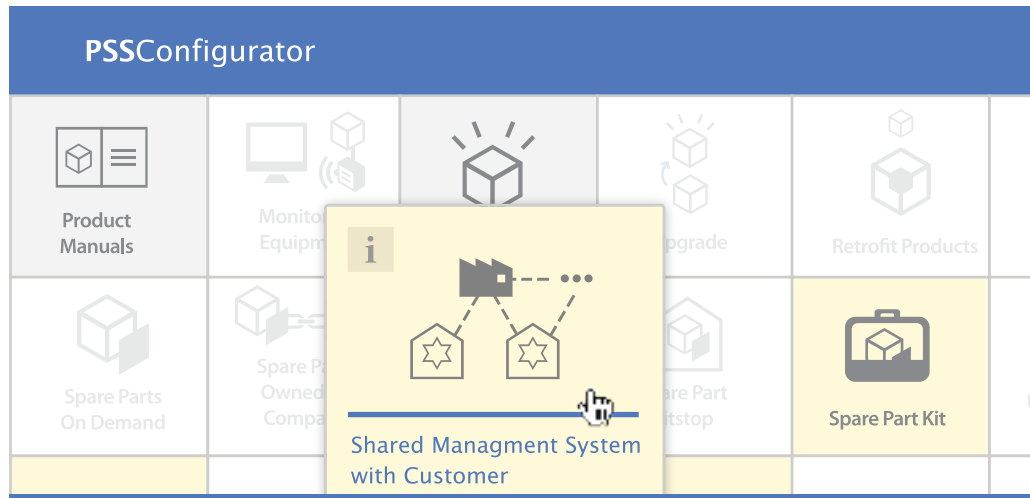 PSSConfigurator
Product
Manuals
Monito
Equipm
pgrade
Retrofit Products
i
Spare Parts
On Demand
Spare Pa
Owned
Compa
are Part
itstop
Spare Part Kit
Shared Managment System
with Customer